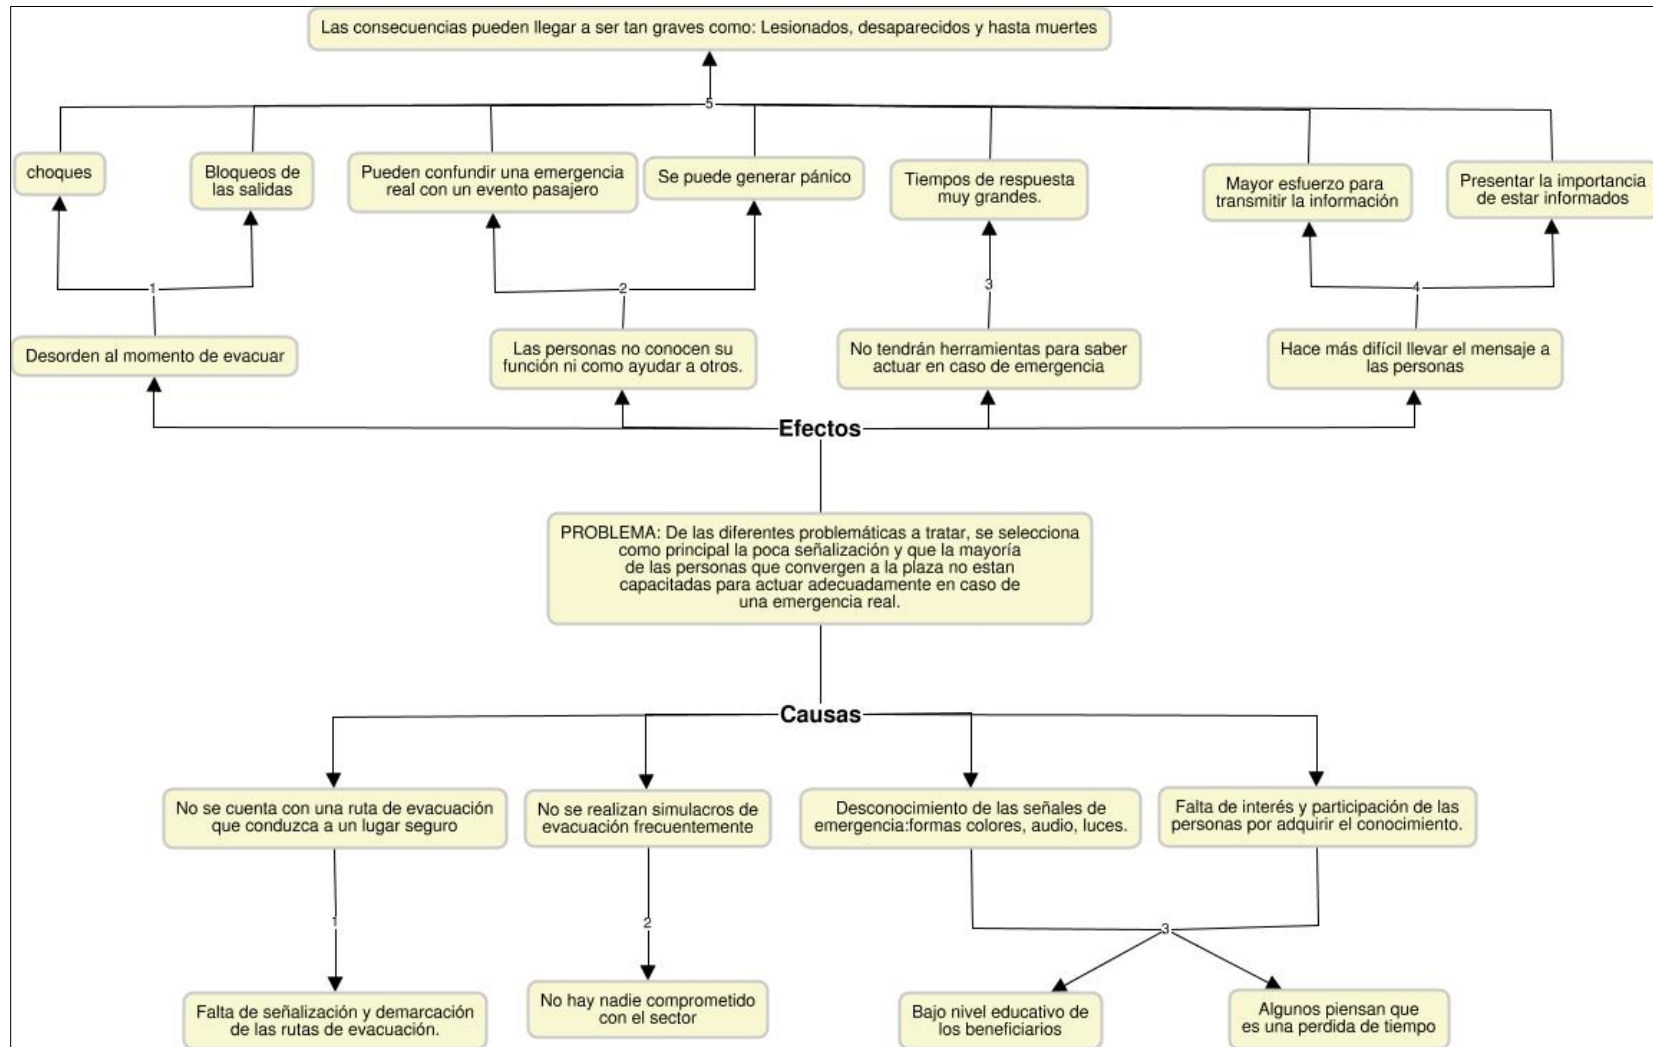 Las consecuencias pueden llegar a ser tan graves como: Lesionados, desaparecidos y hasta muertes
5
choques
Bloqueos de
las salidas
Pueden confundir una emergencia
real con un evento pasajero
Se puede generar pánico
Tiempos de respuesta
muy grandes.
Mayor esfuerzo para
transmitir la información
Presentar la importancia
de estar informados
1
2
3
4
Desorden al momento de evacuar
Las personas no conocen su
función ni como ayudar a otros.
No tendrán herramientas para saber
actuar en caso de emergencia
Hace más difícil llevar el mensaje a
las personas
Efectos
PROBLEMA: De las diferentes problemáticas a tratar, se selecciona
como principal la poca señalización y que la mayoría
de las personas que convergen a la plaza no estan
capacitadas para actuar adecuadamente en caso de
una emergencia real.
Causas
No se cuenta con una ruta de evacuación
que conduzca a un lugar seguro
No se realizan simulacros de
evacuación frecuentemente
Desconocimiento de las señales de
emergencia:formas colores, audio, luces.
Falta de interés y participación de las
personas por adquirir el conocimiento.
1
2
3
Falta de señalización y demarcación
de las rutas de evacuación.
No hay nadie comprometido
con el sector
Bajo nivel educativo de
los beneficiarios
Algunos piensan que
es una perdida de tiempo